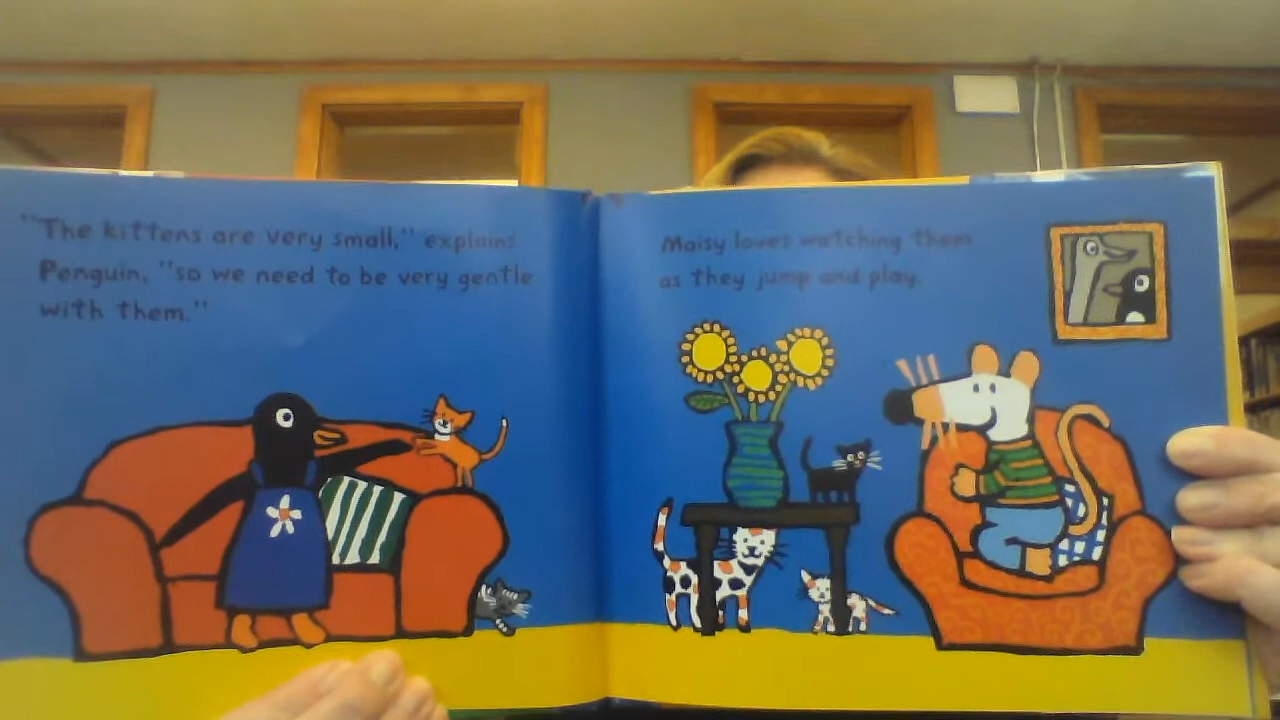 "The kittens are very small," explains
Penguin, "so we need to be very gentle
with them."
Maisy loves watching them
as they jump and play.